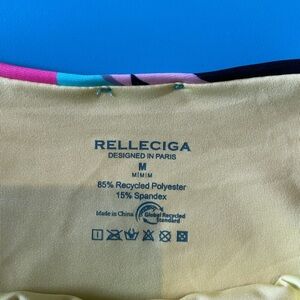 RELLECIGA
DESIGNED IN PARIS
M
M|M|M
85% Recycled Polyester
15% Spandex
Made in China
Global Recycled
Standard